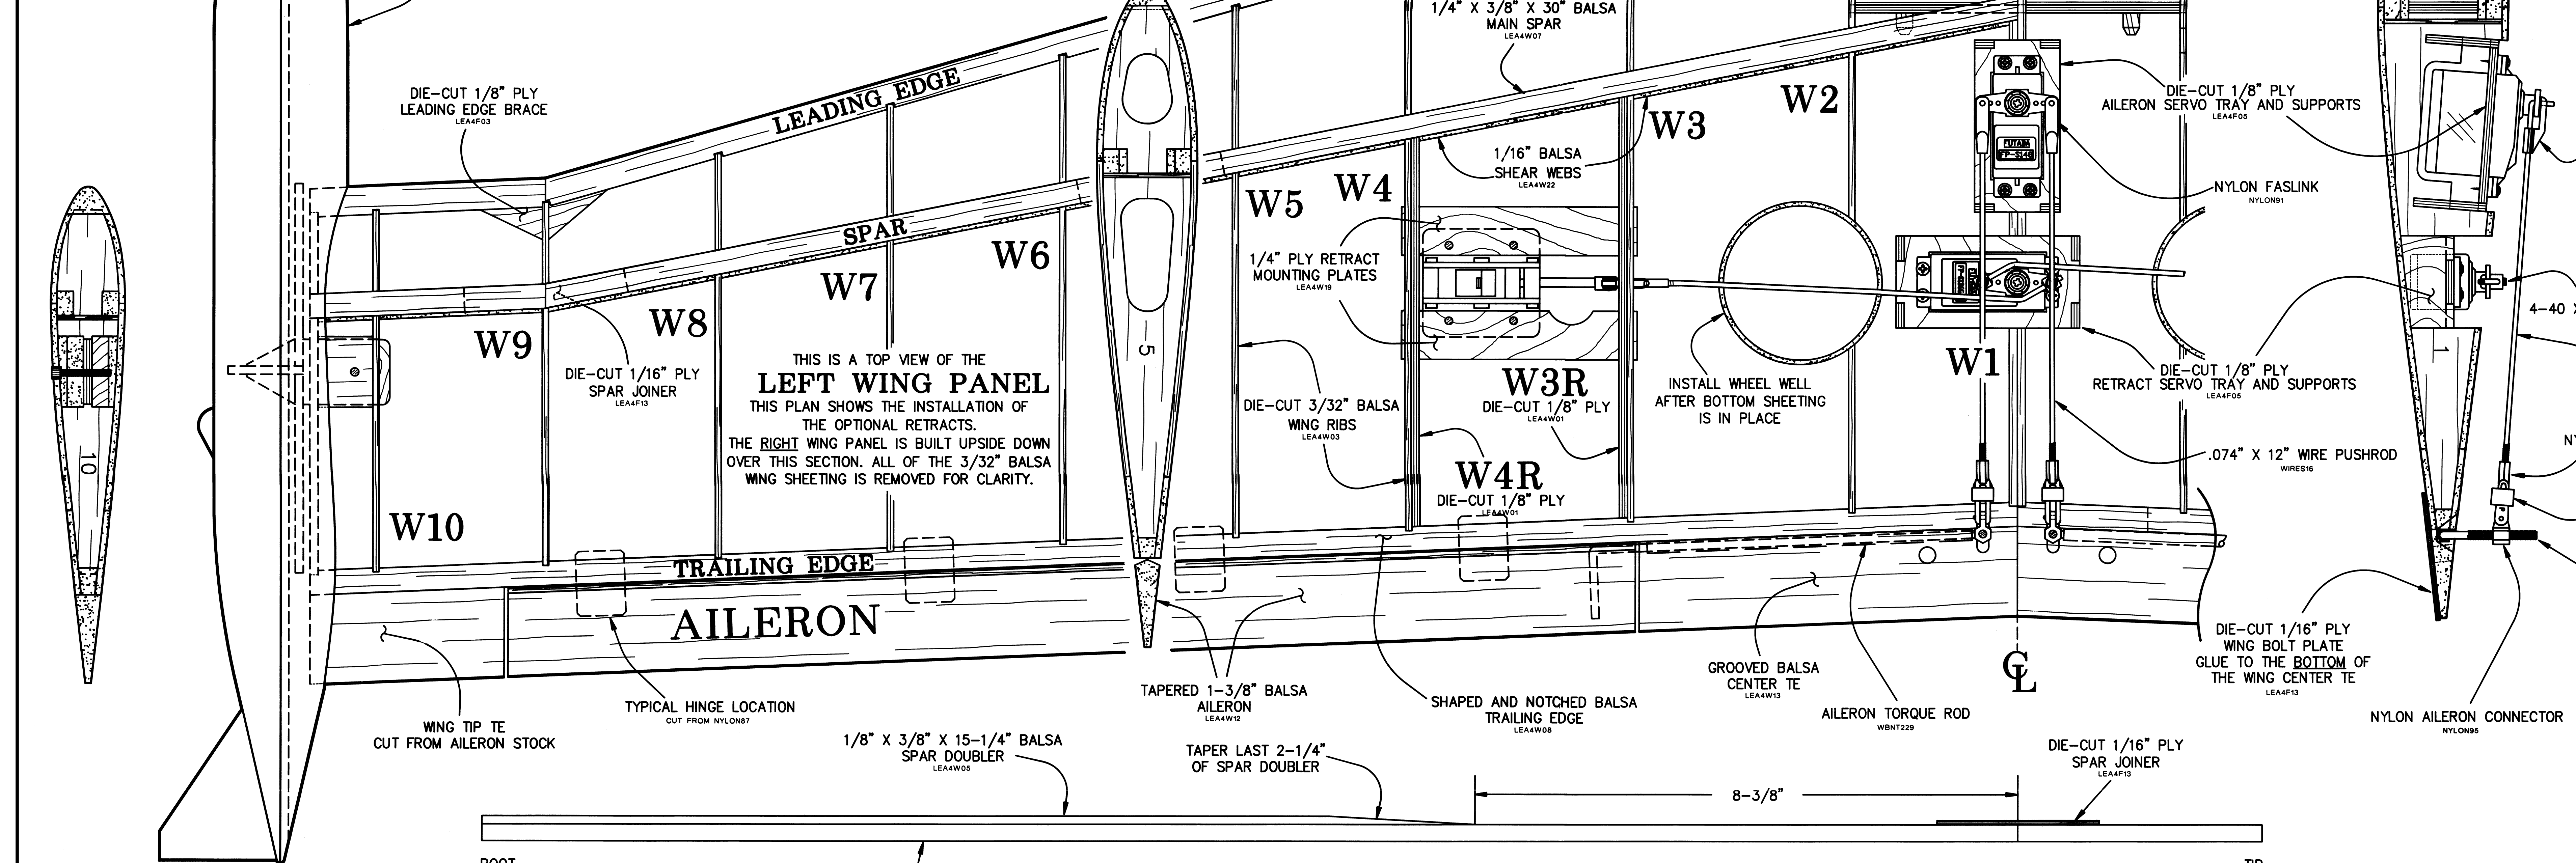 1/4" X 3/8" X 30" BALSA
MAIN SPAR
LEA4W07
DIE-CUT 1/8" PLY
LEADING EDGE BRACE
LEA4F03
LEADING EDGE
DIE-CUT 1/8" PLY
AILERON SERVO TRAY AND SUPPORTS
LEA4F05
W2
W3
1/16" BALSA
SHEAR WEBS
LEA4W22
FUTABA
FP-S148
NYLON FASLINK
NYLON91
W4
W5
SPAR
W6
W7
W8
W9
1/4" PLY RETRACT
MOUNTING PLATES
LEA4W19
4-40 X
5
1
10
W1
THIS IS A TOP VIEW OF THE
LEFT WING PANEL
THIS PLAN SHOWS THE INSTALLATION OF
THE OPTIONAL RETRACTS.
THE RIGHT WING PANEL IS BUILT UPSIDE DOWN
OVER THIS SECTION. ALL OF THE 3/32" BALSA
WING SHEETING IS REMOVED FOR CLARITY.
DIE-CUT 1/16" PLY
SPAR JOINER
LEA4F13
DIE-CUT 3/32" BALSA
WING RIBS
LEA4W03
W3R
DIE-CUT 1/8" PLY
LEA4W01
INSTALL WHEEL WELL
AFTER BOTTOM SHEETING
IS IN PLACE
DIE-CUT 1/8" PLY
RETRACT SERVO TRAY AND SUPPORTS
LEA4F05
W4R
DIE-CUT 1/8" PLY
LEA4W01
.074" X 12" WIRE PUSHROD
WIRES16
W10
TRAILING EDGE
AILERON
WING TIP TE
CUT FROM AILERON STOCK
TYPICAL HINGE LOCATION
CUT FROM NYLON87
TAPERED 1-3/8" BALSA
AILERON
LEA4W12
SHAPED AND NOTCHED BALSA
TRAILING EDGE
LEA4W08
GROOVED BALSA
CENTER TE
LEA4W13
AILERON TORQUE ROD
WBNT229
CL
DIE-CUT 1/16" PLY
WING BOLT PLATE
GLUE TO THE BOTTOM OF
THE WING CENTER TE
LEA4F13
NYLON AILERON CONNECTOR
NYLON95
1/8" X 3/8" X 15-1/4" BALSA
SPAR DOUBLER
LEA4W05
TAPER LAST 2-1/4"
OF SPAR DOUBLER
8-3/8"
DIE-CUT 1/16" PLY
SPAR JOINER
LEA4F13
ROOT
TIP